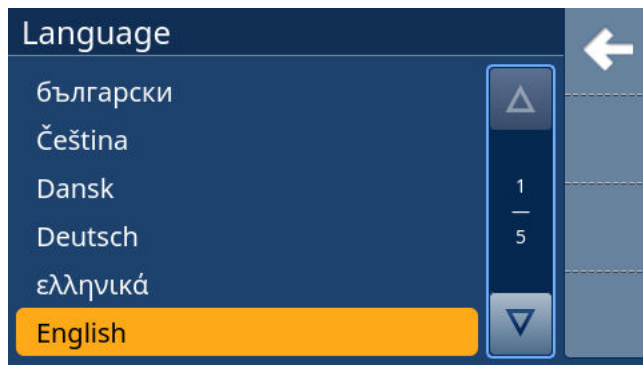 Language
български
Čeština
Dansk
Deutsch
ελληνικά
English
1
5